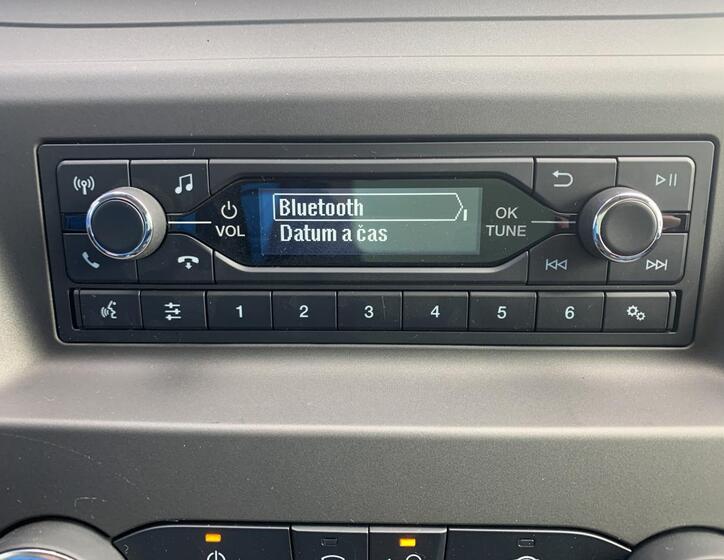 Bluetooth
Datum a čas
VOL
OK
TUNE
1 2 3 4 5 6